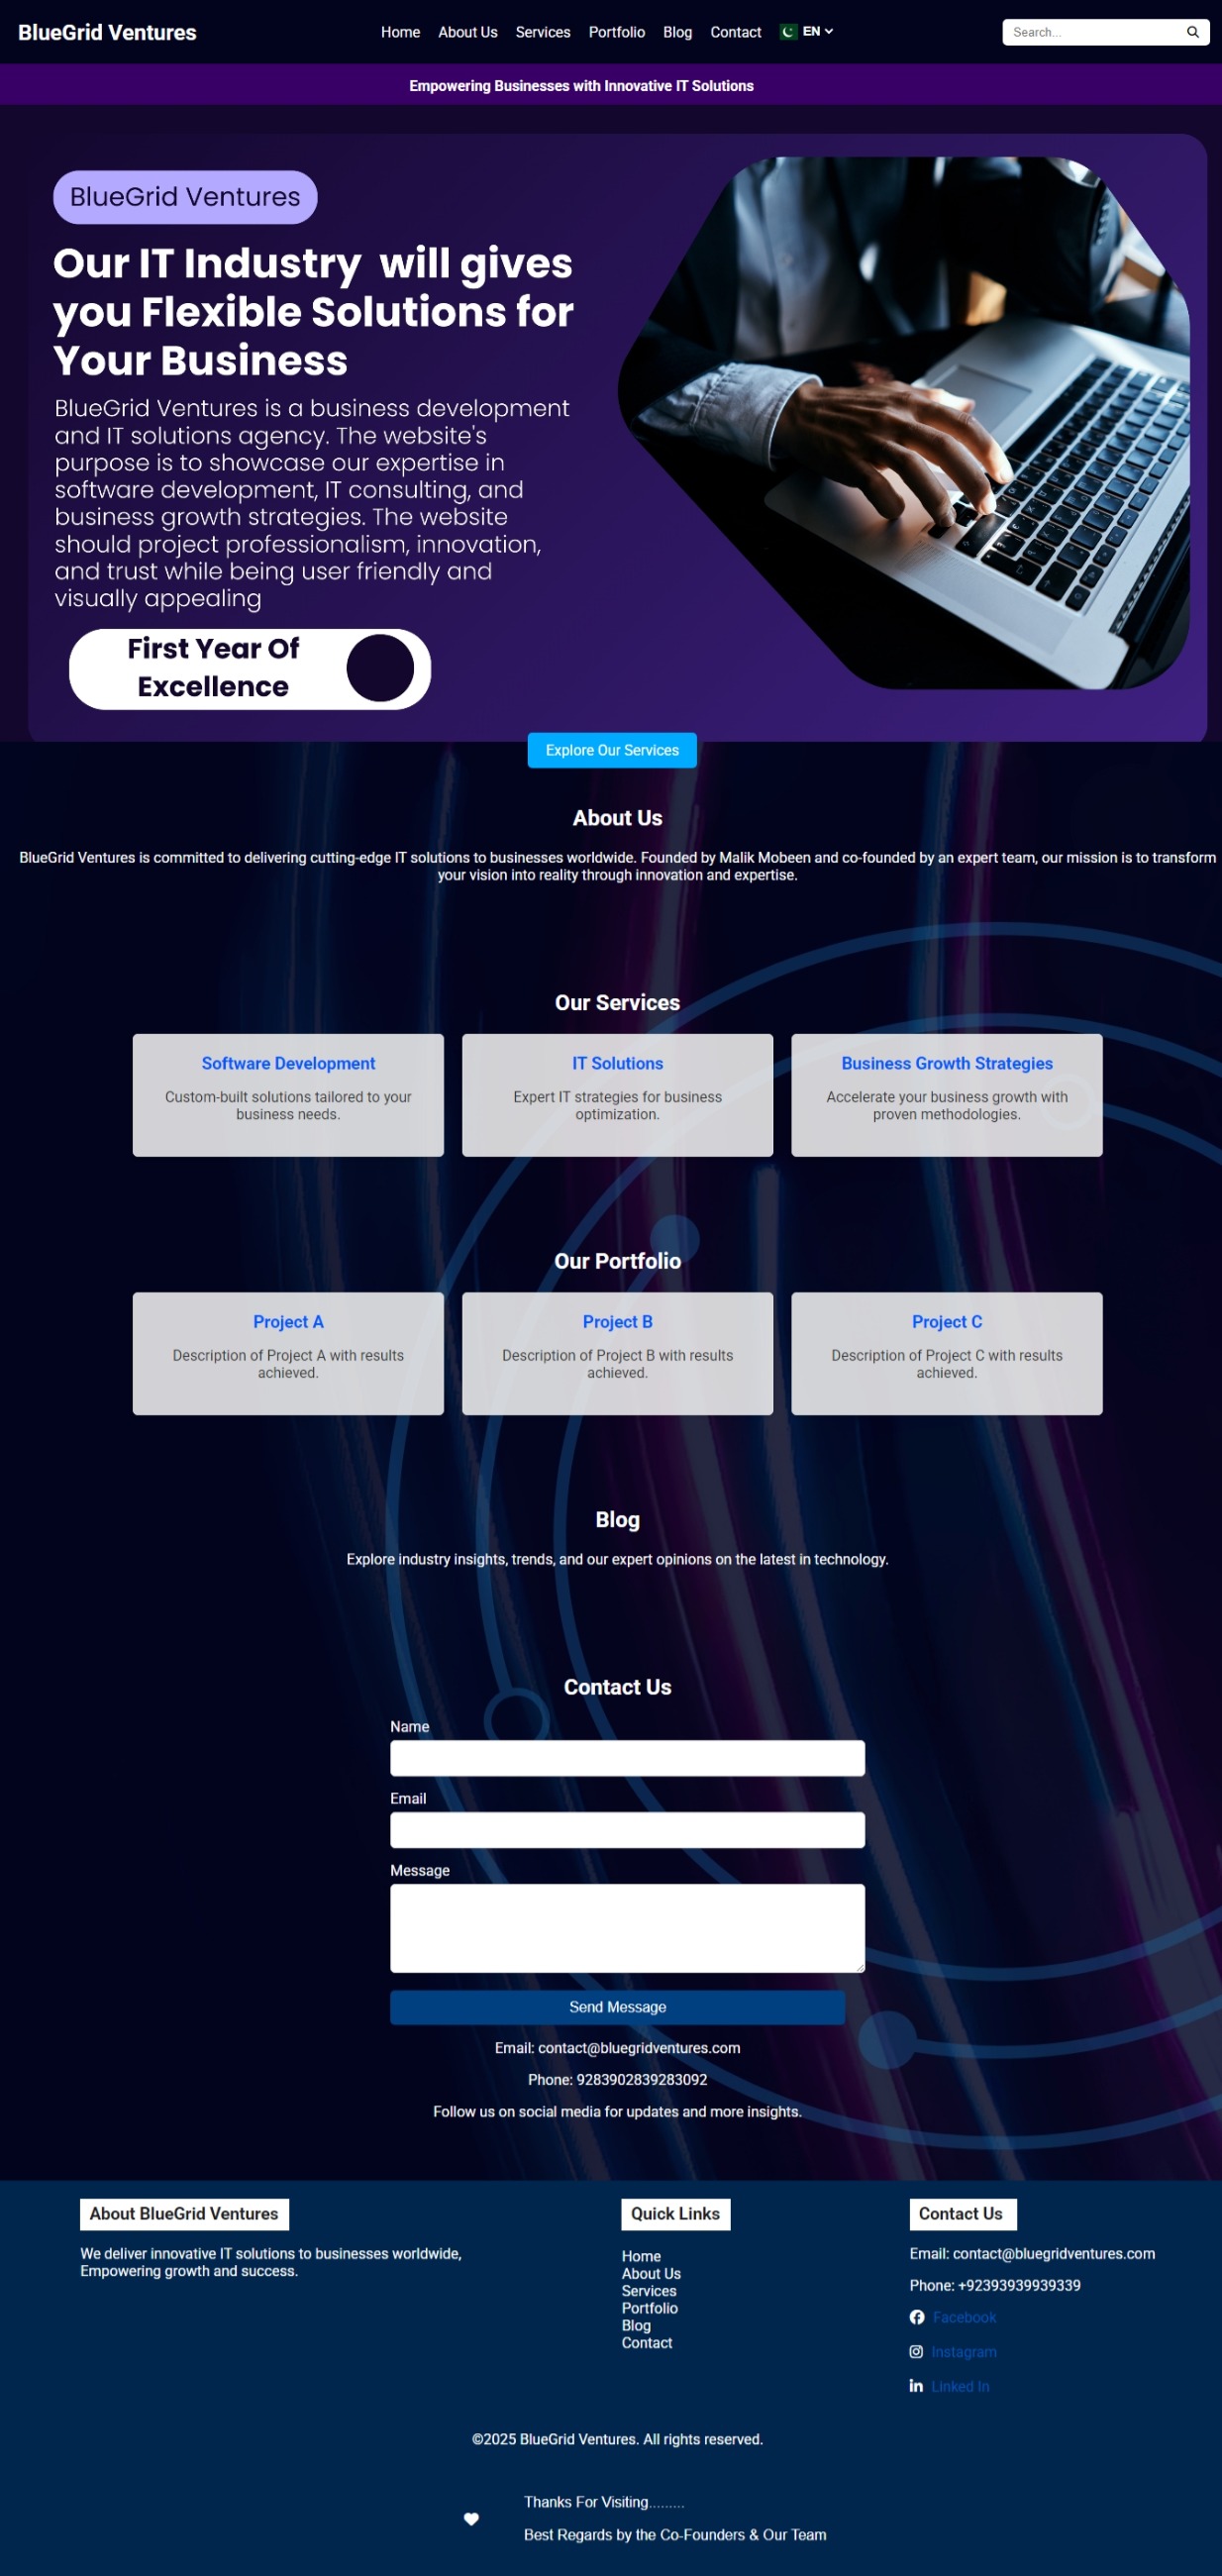 BlueGrid Ventures
Home About Us Services Portfolio Blog Contact EN
Search...
Empowering Businesses with Innovative IT Solutions
BlueGrid Ventures
Our IT Industry will gives
you Flexible Solutions for
Your Business
BlueGrid Ventures is a business development
and IT solutions agency. The website's
purpose is to showcase our expertise in
software development, IT consulting, and
business growth strategies. The website
should project professionalism, innovation,
and trust while being user friendly and
visually appealing
First Year Of
Excellence
Explore Our Services
About Us
BlueGrid Ventures is committed to delivering cutting-edge IT solutions to businesses worldwide. Founded by Malik Mobeen and co-founded by an expert team, our mission is to transform
your vision into reality through innovation and expertise.
Our Services
Software Development
Custom-built solutions tailored to your
business needs.
IT Solutions
Expert IT strategies for business
optimization.
Business Growth Strategies
Accelerate your business growth with
proven methodologies.
Our Portfolio
Project A
Description of Project A with results
achieved.
Project B
Description of Project B with results
achieved.
Project C
Description of Project C with results
achieved.
Blog
Explore industry insights, trends, and our expert opinions on the latest in technology.
Contact Us
Name
Email
Message
Send Message
Email: contact@bluegridventures.com
Phone: 9283902839283092
Follow us on social media for updates and more insights.
About BlueGrid Ventures
We deliver innovative IT solutions to businesses worldwide,
Empowering growth and success.
Quick Links
Home
About Us
Services
Portfolio
Blog
Contact
Contact Us
Email: contact@bluegridventures.com
Phone: +92393939939339
Facebook
Instagram
Linked In
©2025 BlueGrid Ventures. All rights reserved.
Thanks For Visiting.........
Best Regards by the Co-Founders & Our Team